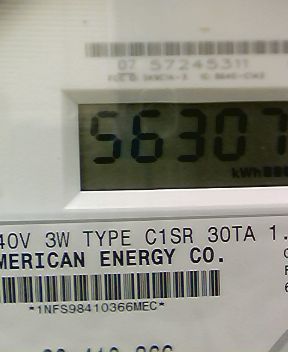 07 57245311
56307
kWh
40V 3W TYPE C1SR 30TA 1.
MERICAN ENERGY CO.
*1NFS98410366MEC*